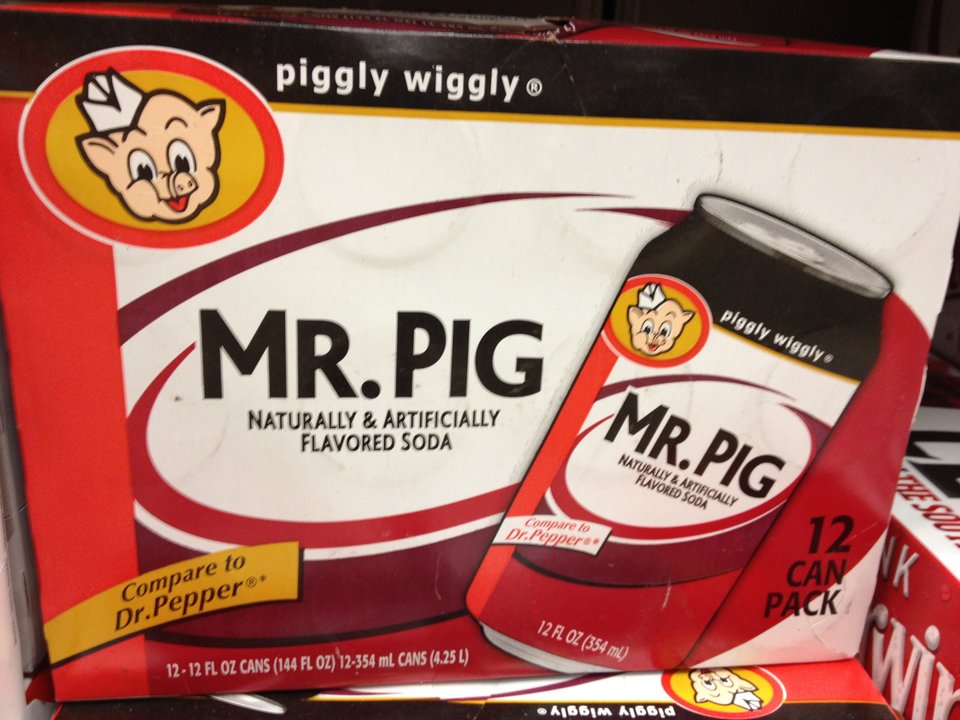 piggly wiggly®
MR. PIG
NATURALLY & ARTIFICIALLY
FLAVORED SODA
Compare to
Dr.Pepper®*
12 - 12 FL OZ CANS (144 FL OZ) 12-354 mL CANS (4.25 L)
piggly wiggly®
MR. PIG
NATURALLY & ARTIFICIALLY
FLAVORED SODA
Compare to
Dr.Pepper®*
12 FL OZ (354 mL)
12
CAN
PACK
piggly wiggly®